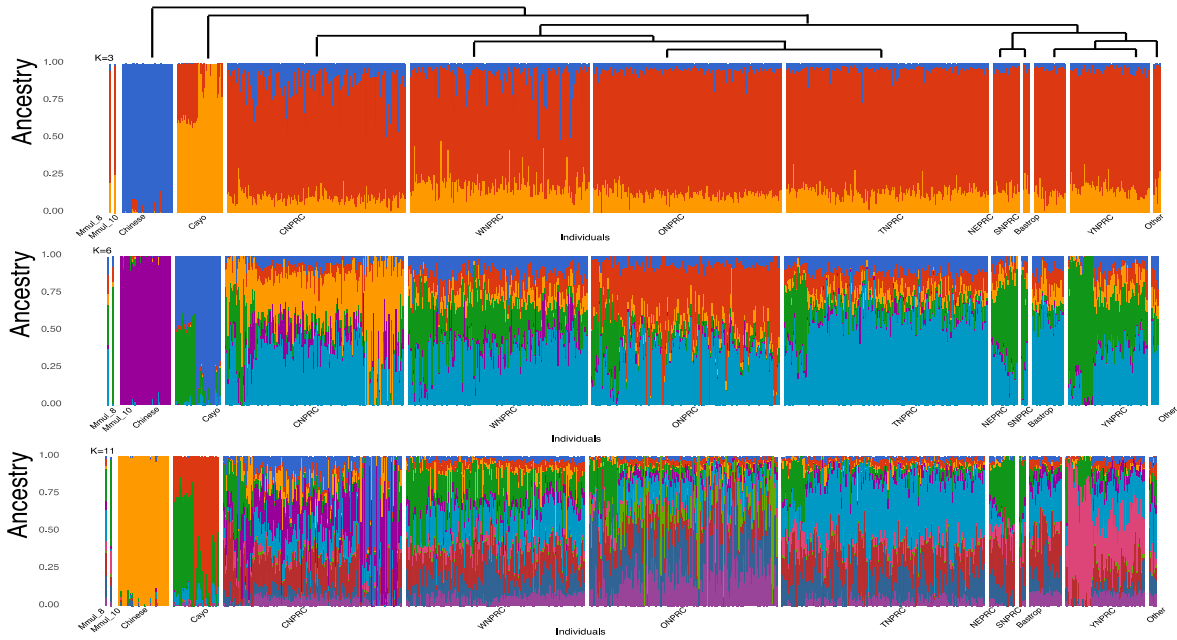 K=3
Ancestry
1.00
0.75
0.50
0.25
0.00
Mmul_8
Mmul_10
Chinese
Cayo
CNPRC
WNPRC
ONPRC
TNPRC
NEPRC
SNPRC
Bastrop
YNPRC
Other
Individuals
K=6
Ancestry
1.00
0.75
0.50
0.25
0.00
Mmul_8
Mmul_10
Chinese
Cayo
CNPRC
WNPRC
ONPRC
TNPRC
NEPRC
SNPRC
Bastrop
YNPRC
Other
Individuals
K=11
Ancestry
1.00
0.75
0.50
0.25
0.00
Mmul_8
Mmul_10
Chinese
Cayo
CNPRC
WNPRC
ONPRC
TNPRC
NEPRC
SNPRC
Bastrop
YNPRC
Other
Individuals